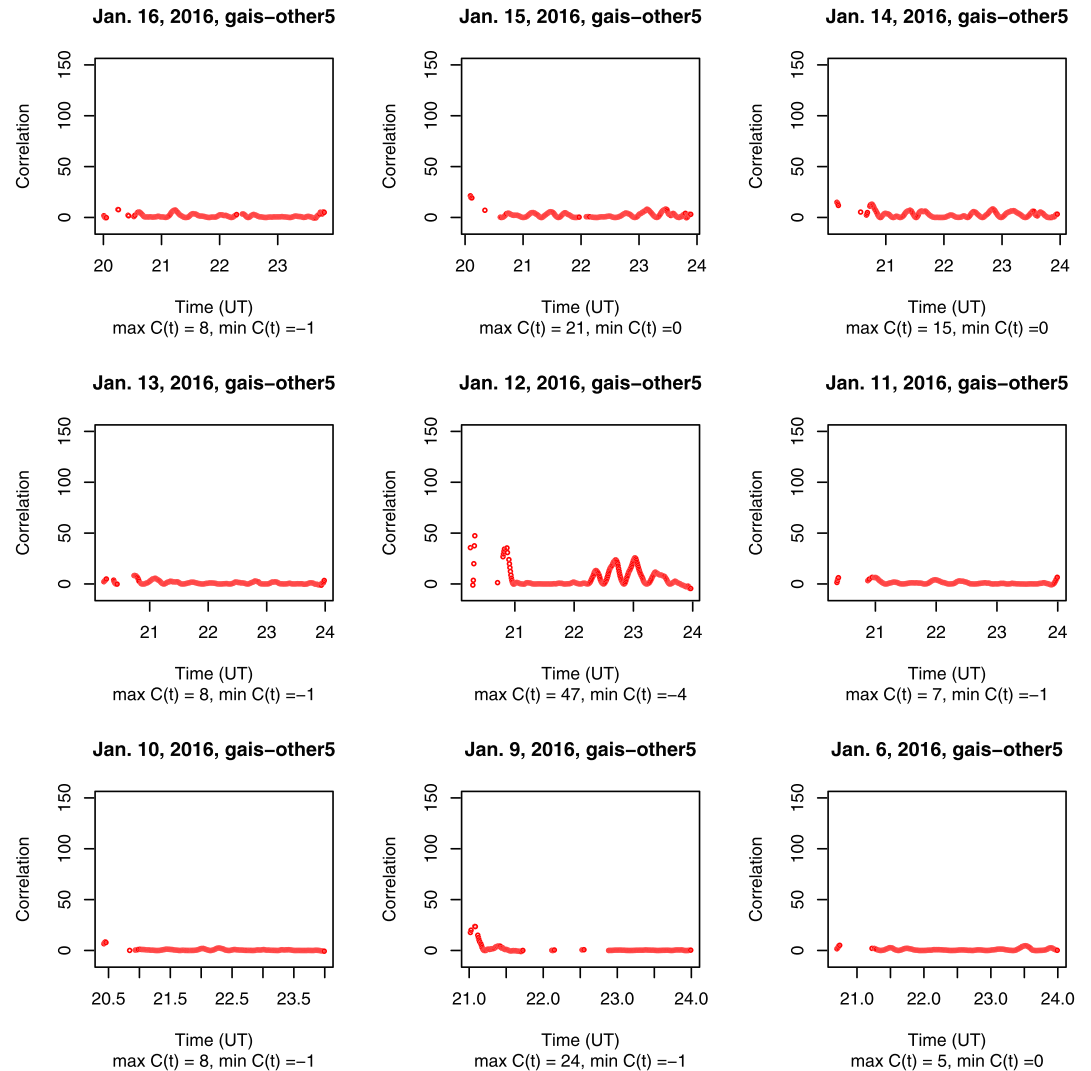 Jan. 16, 2016, gais−other5
Correlation
150
100
50
0
20 21 22 23
Time (UT)
max C(t) = 8, min C(t) =−1
Jan. 15, 2016, gais−other5
Correlation
150
100
50
0
20 21 22 23 24
Time (UT)
max C(t) = 21, min C(t) =0
Jan. 14, 2016, gais−other5
Correlation
150
100
50
0
21 22 23 24
Time (UT)
max C(t) = 15, min C(t) =0
Jan. 13, 2016, gais−other5
Correlation
150
100
50
0
21 22 23 24
Time (UT)
max C(t) = 8, min C(t) =−1
Jan. 12, 2016, gais−other5
Correlation
150
100
50
0
21 22 23 24
Time (UT)
max C(t) = 47, min C(t) =−4
Jan. 11, 2016, gais−other5
Correlation
150
100
50
0
21 22 23 24
Time (UT)
max C(t) = 7, min C(t) =−1
Jan. 10, 2016, gais−other5
Correlation
150
100
50
0
20.5 21.5 22.5 23.5
Time (UT)
max C(t) = 8, min C(t) =−1
Jan. 9, 2016, gais−other5
Correlation
150
100
50
0
21.0 22.0 23.0 24.0
Time (UT)
max C(t) = 24, min C(t) =−1
Jan. 6, 2016, gais−other5
Correlation
150
100
50
0
21.0 22.0 23.0 24.0
Time (UT)
max C(t) = 5, min C(t) =0